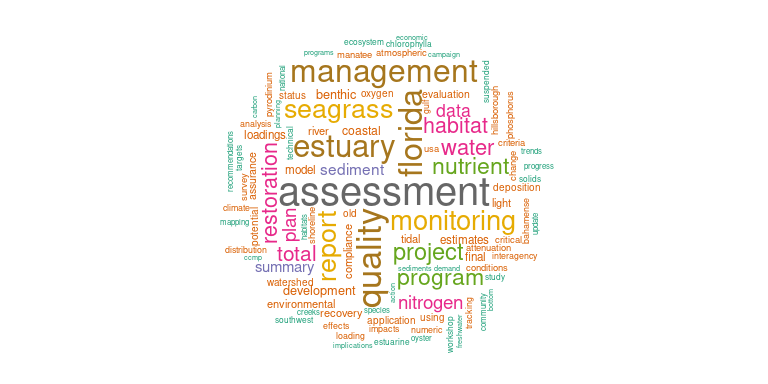 economic
ecosystem chlorophylla
programs manatee atmospheric campaign
management
national
suspended
pyrodinium
status benthic oxygen evaluation
carbon
planning
seagrass
florida
gulf
data
hillsborough
phosphorus
analysis
loadings river coastal
habitat
usa
criteria
technical
estuary
water
change
trends
recommendations
targets
survey
assurance
restoration
model sediment nutrient progress
solids
assessment
deposition
climate
mapping
potential
plan
habitats
shoreline
report
old
quality
monitoring
light
bahamense
update
distribution
ccmp
total
compliance
tidal estimates critical
attenuation
project final interagency
summary
sediments demand conditions
watershed
program study
development
action
environmental
nitrogen
tracking
community
bottom
creeks recovery species
southwest
effects
application using
impacts numeric
workshop
freshwater
loading
implications estuarine oyster